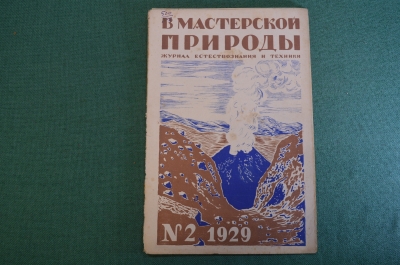 В МАСТЕРСКОЙ
ПРИРОДЫ
ЖУРНАЛ ЕСТЕСТВОЗНАНИЯ И ТЕХНИКИ
№2 1929